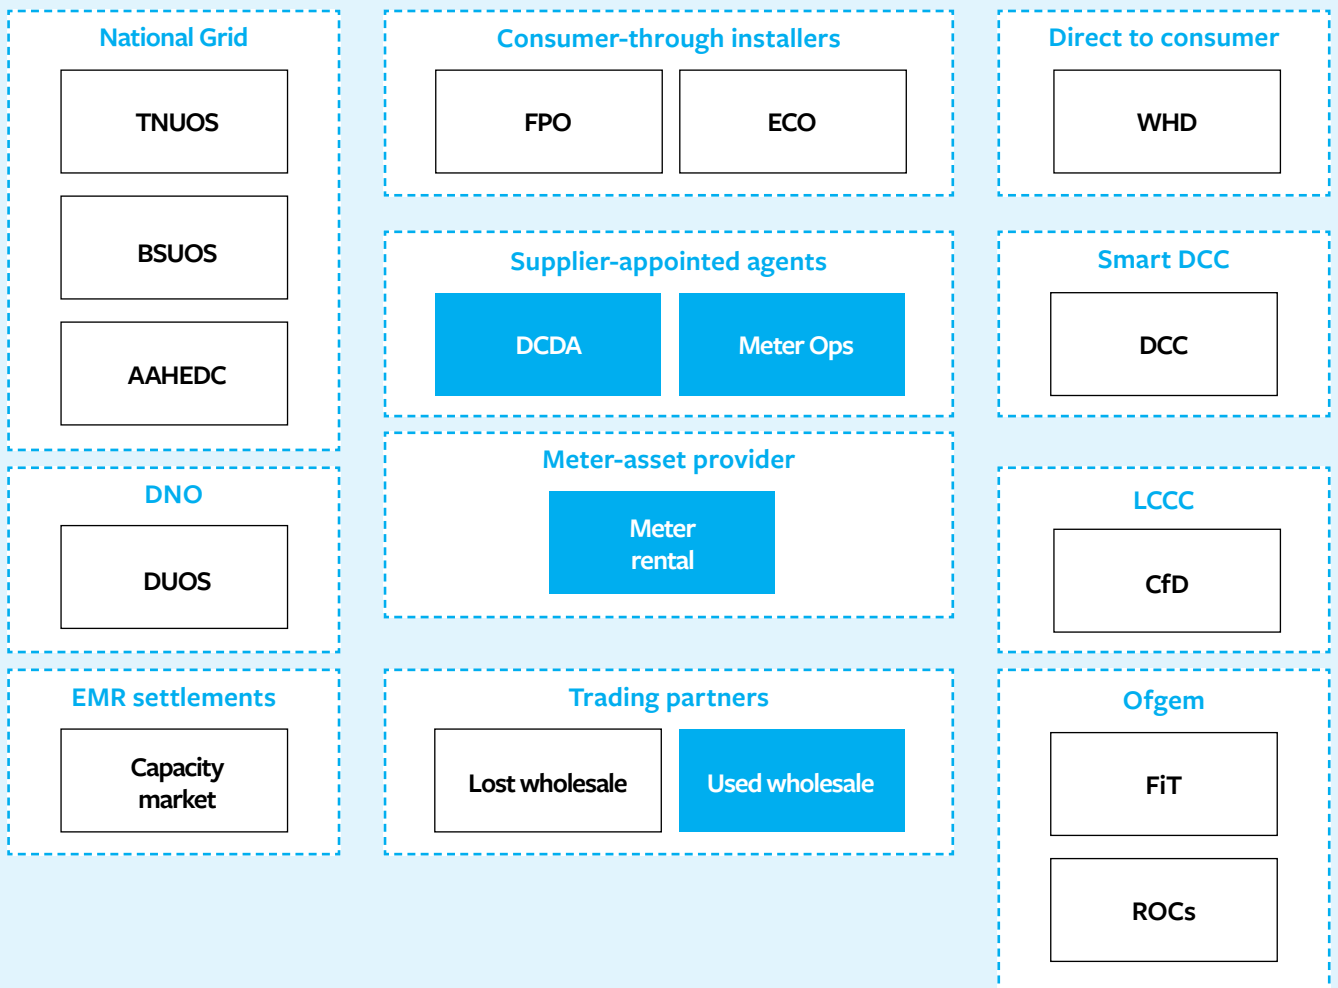 National Grid
TNUOS
BSUOS
AAHEDC
DNO
DUOS
EMR settlements
Capacity
market
Consumer-through installers
FPO
ECO
Supplier-appointed agents
DCDA
Meter Ops
Meter-asset provider
Meter
rental
Trading partners
Lost wholesale
Used wholesale
Direct to consumer
WHD
Smart DCC
DCC
LCCC
CfD
Ofgem
FiT
ROCs